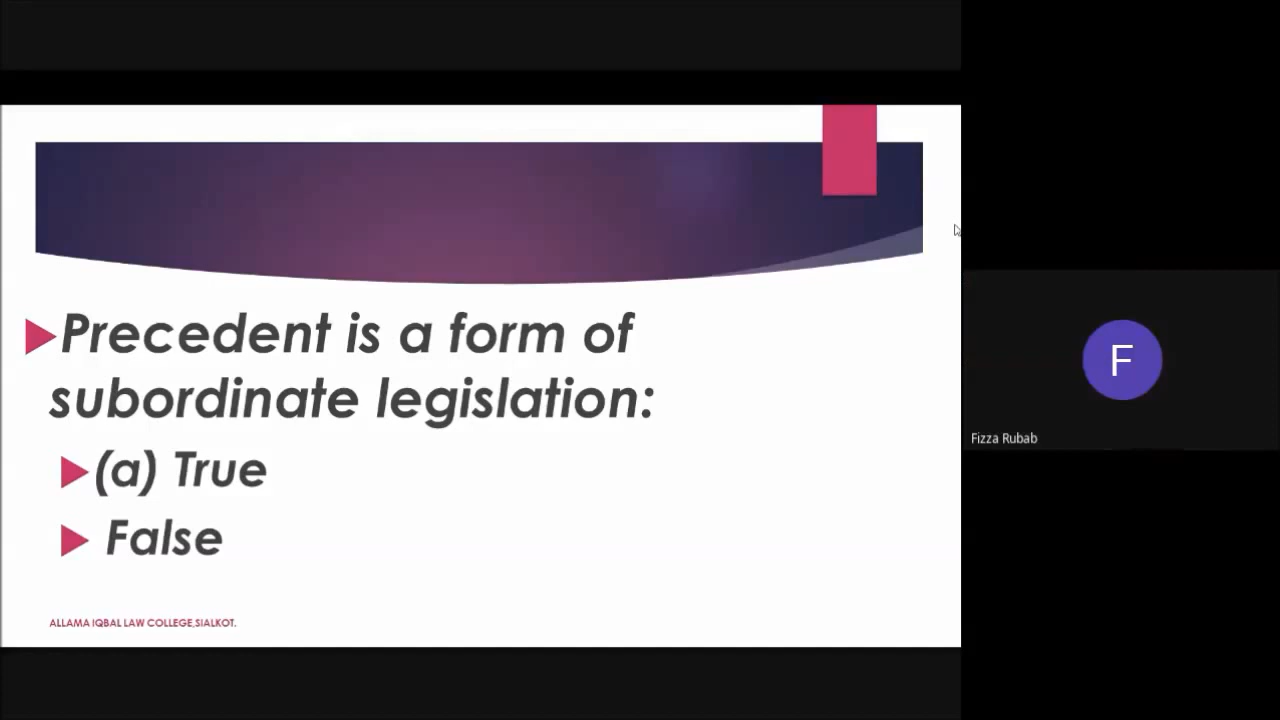 Precedent is a form of
subordinate legislation:
(a) True
False
ALLAMA IQBAL LAW COLLEGE,SIALKOT.
F
Fizza Rubab